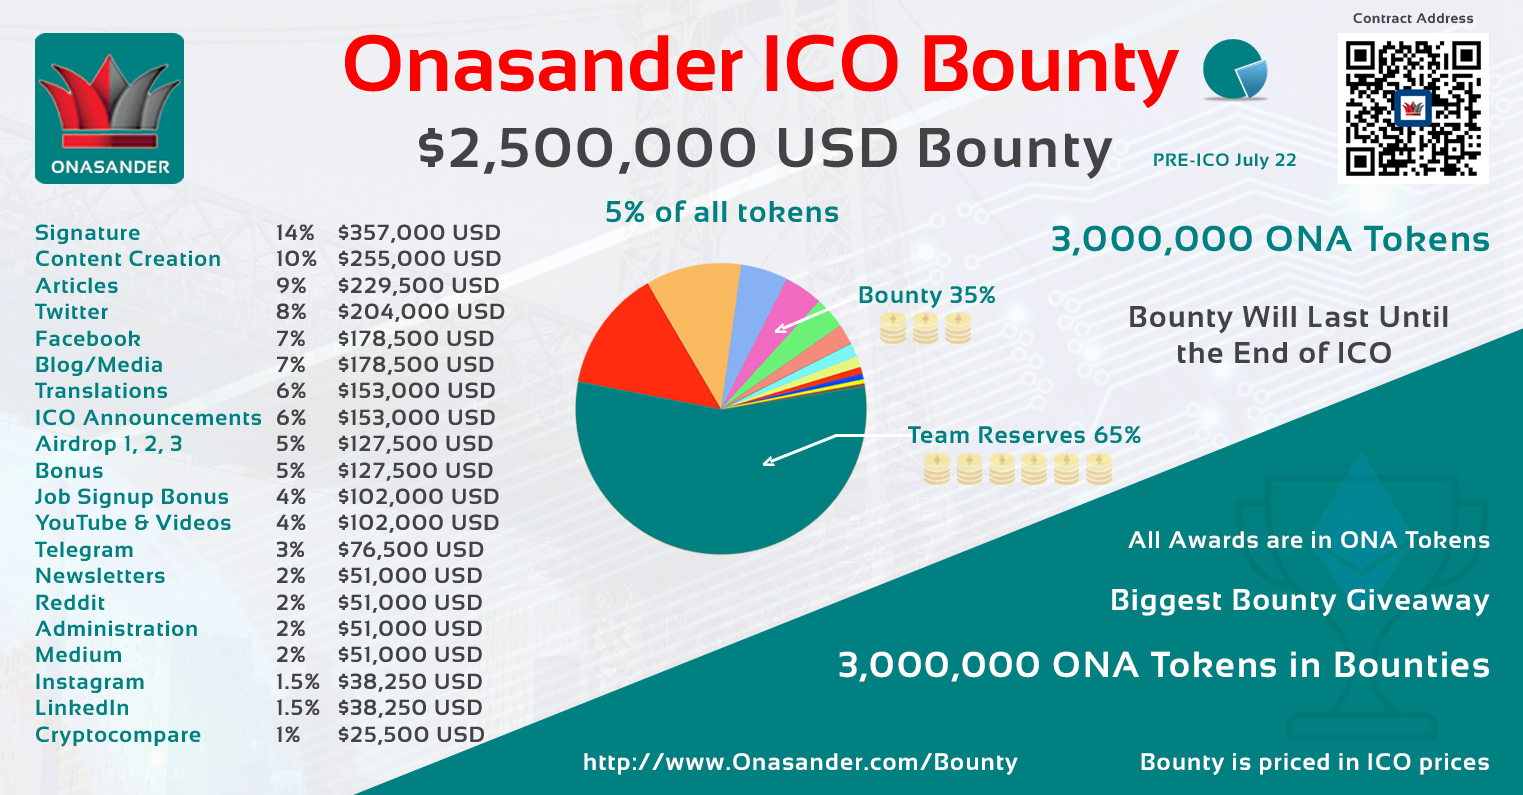 Contract Address
Onasander ICO Bounty
ONASANDER
$2,500,000 USD Bounty
PRE-ICO July 22
5% of all tokens
Signature 14% $357,000 USD
Content Creation 10% $255,000 USD
Articles 9% $229,500 USD
Twitter 8% $204,000 USD
Facebook 7% $178,500 USD
Blog/Media 7% $178,500 USD
Translations 6% $153,000 USD
ICO Announcements 6% $153,000 USD
Airdrop 1, 2, 3 5% $127,500 USD
Bonus 5% $127,500 USD
Job Signup Bonus 4% $102,000 USD
YouTube & Videos 4% $102,000 USD
Telegram 3% $76,500 USD
Newsletters 2% $51,000 USD
Reddit 2% $51,000 USD
Administration 2% $51,000 USD
Medium 2% $51,000 USD
Instagram 1.5% $38,250 USD
LinkedIn 1.5% $38,250 USD
Cryptocompare 1% $25,500 USD
Bounty 35%
Team Reserves 65%
3,000,000 ONA Tokens
Bounty Will Last Until
the End of ICO
All Awards are in ONA Tokens
Biggest Bounty Giveaway
3,000,000 ONA Tokens in Bounties
http://www.Onasander.com/Bounty
Bounty is priced in ICO prices